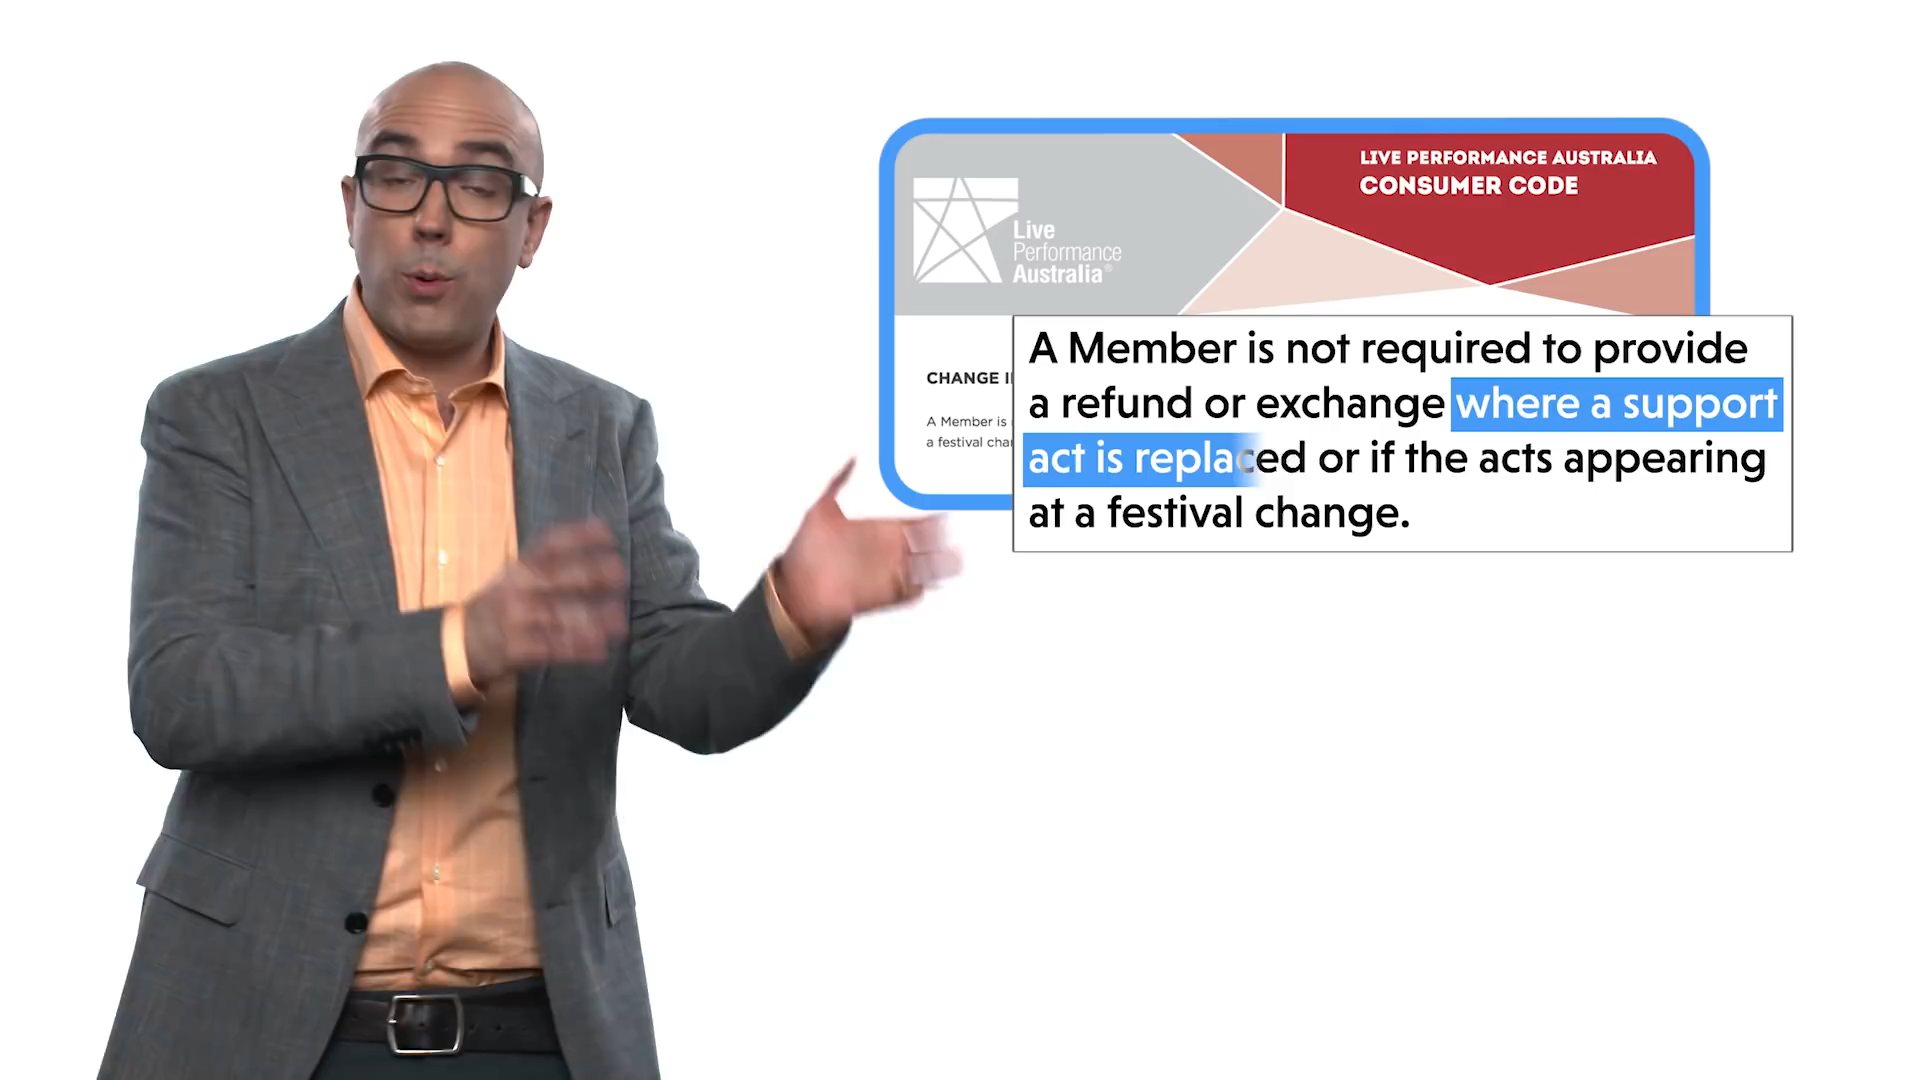 LIVE PERFORMANCE AUSTRALIA
CONSUMER CODE
Live
Performance
Australia®
CHANGE I
A Member is
a festival cha
A Member is not required to provide
a refund or exchange where a support
act is replaced or if the acts appearing
at a festival change.